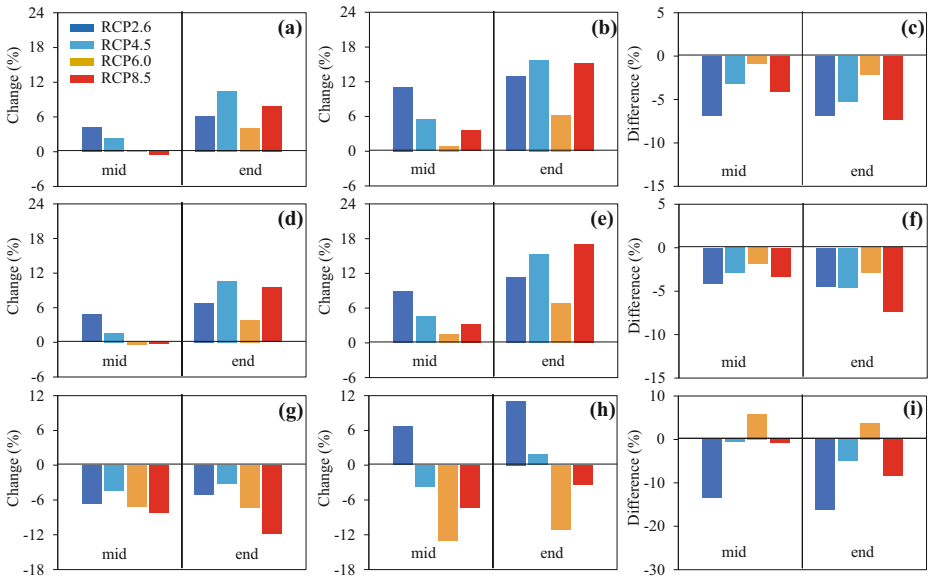 24
18
12
6
0
-6
Change (%)
RCP2.6
RCP4.5
RCP6.0
RCP8.5
(a)
mid
end
24
18
12
6
0
-6
Change (%)
(b)
mid
end
5
0
-5
-10
-15
Difference (%)
(c)
mid
end
24
18
12
6
0
-6
Change (%)
(d)
mid
end
24
18
12
6
0
-6
Change (%)
(e)
mid
end
5
0
-5
-10
-15
Difference (%)
(f)
mid
end
12
6
0
-6
-12
-18
Change (%)
(g)
mid
end
12
6
0
-6
-12
-18
Change (%)
(h)
mid
end
10
0
-10
-20
-30
Difference (%)
(i)
mid
end